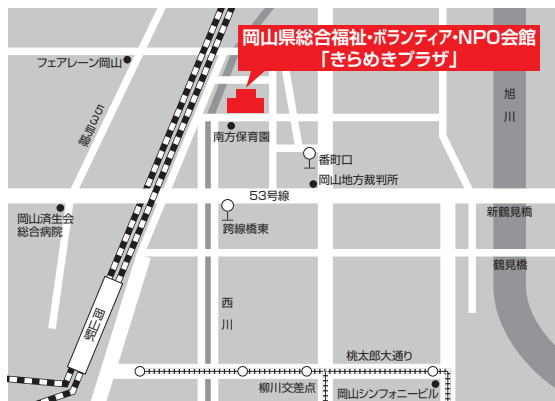 岡山県総合福祉・ボランティア・NPO会館
「きらめきプラザ」
フェアレーン岡山
旭川
53号線
南方保育園
番町口
岡山地方裁判所
53号線
岡山済生会
総合病院
跨線橋東
新鶴見橋
鶴見橋
西川
岡山駅
桃太郎大通り
柳川交差点
岡山シンフォニービル